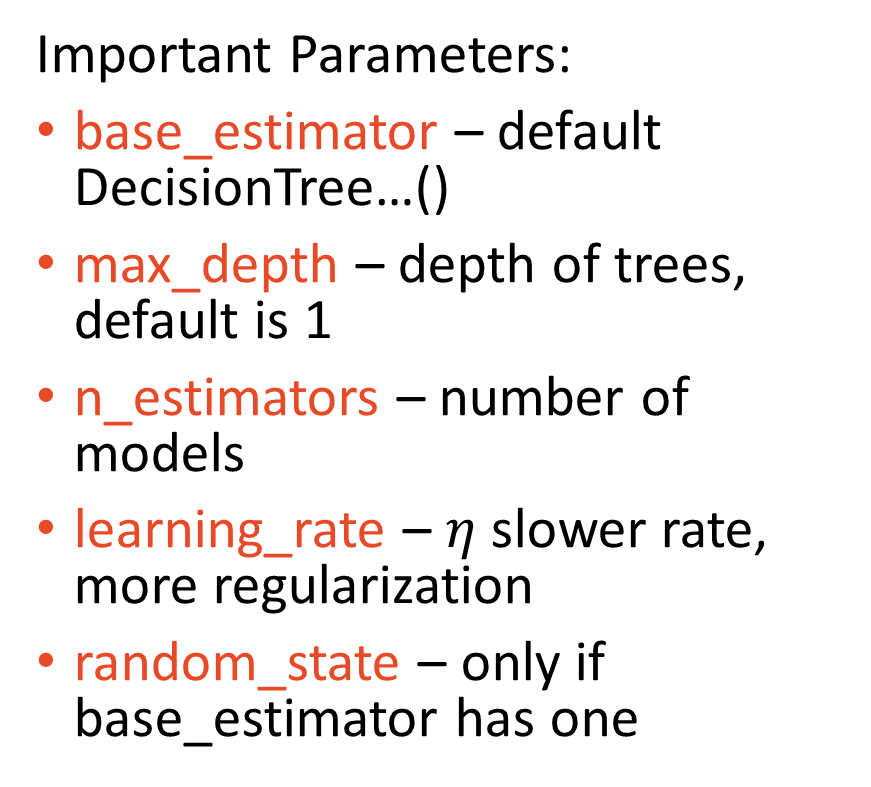 Important Parameters:
• base_estimator – default
DecisionTree...()
• max_depth – depth of trees,
default is 1
• n_estimators – number of
models
• learning_rate – η slower rate,
more regularization
• random_state – only if
base_estimator has one